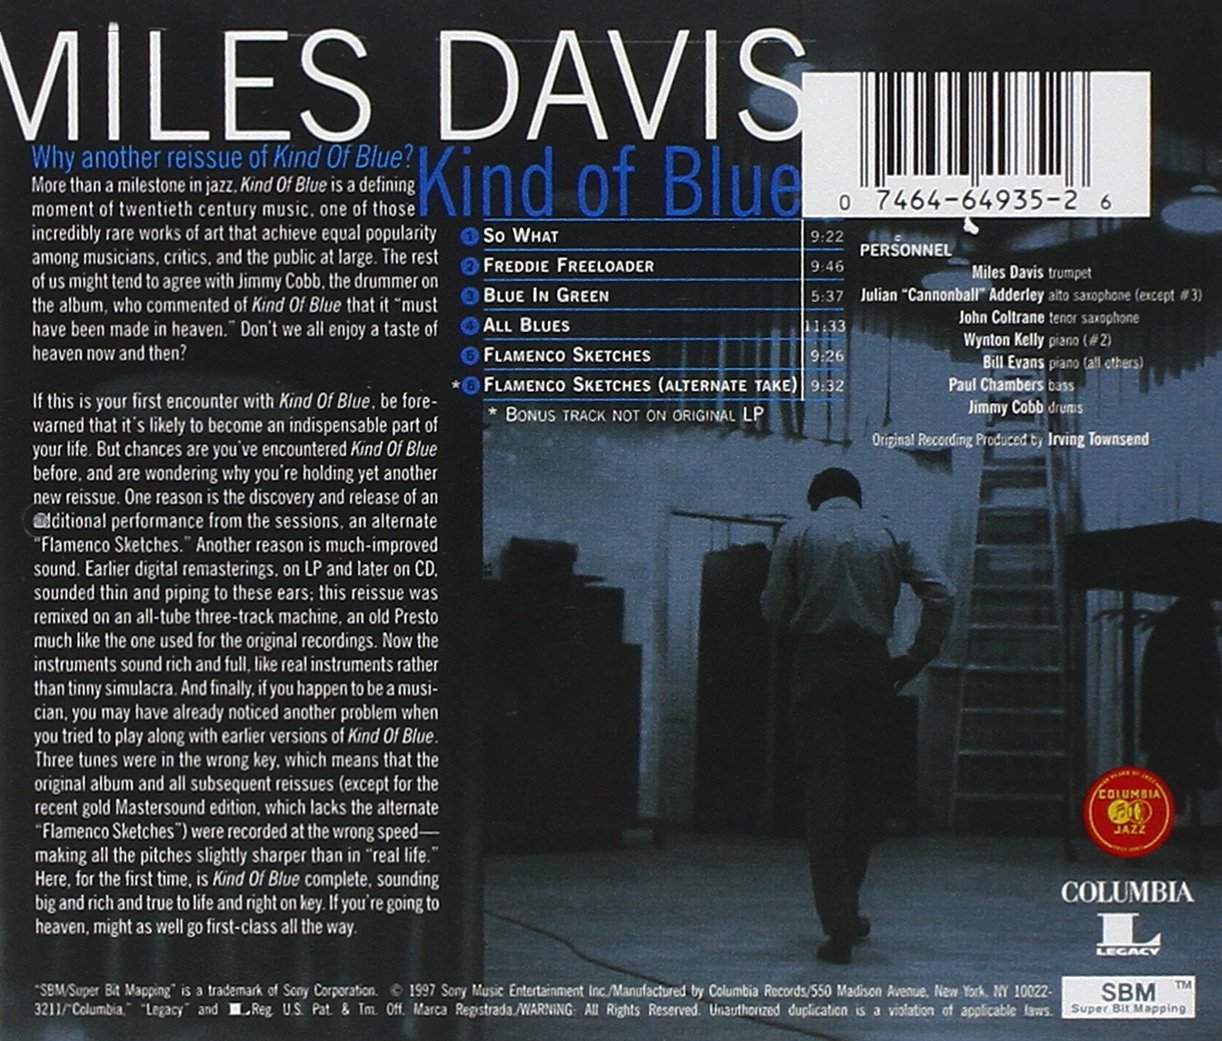 MILES DAVIS
Kind of Blue
Why another reissue of Kind Of Blue?
More than a milestone in jazz, Kind Of Blue is a defining
moment of twentieth century music, one of those
incredibly rare works of art that achieve equal popularity
among musicians, critics, and the public at large. The rest
of us might tend to agree with Jimmy Cobb, the drummer on
the album, who commented of Kind Of Blue that it “must
have been made in heaven.” Don't we all enjoy a taste of
heaven now and then?
If this is your first encounter with Kind Of Blue, be fore-
warned that it's likely to become an indispensable part of
your life. But chances are you've encountered Kind Of Blue
before, and are wondering why you're holding yet another
new reissue. One reason is the discovery and release of an
additional performance from the sessions, an alternate
“Flamenco Sketches.” Another reason is much-improved
sound. Earlier digital remasterings, on LP and later on CD,
sounded thin and piping to these ears; this reissue was
remixed on an all-tube three-track machine, an old Presto
much like the one used for the original recordings. Now the
instruments sound rich and full, like real instruments rather
than tinny simulacra. And finally, if you happen to be a musi-
cian, you may have already noticed another problem when
you tried to play along with earlier versions of Kind Of Blue.
Three tunes were in the wrong key, which means that the
original album and all subsequent reissues (except for the
recent gold Mastersound edition, which lacks the alternate
“Flamenco Sketches”) were recorded at the wrong speed—
making all the pitches slightly sharper than in “real life.”
Here, for the first time, is Kind Of Blue complete, sounding
big and rich and true to life and right on key. If you're going to
heaven, might as well go first-class all the way.
1 SO WHAT 9:22
2 FREDDIE FREELOADER 9:46
3 BLUE IN GREEN 5:37
4 ALL BLUES 11:33
5 FLAMENCO SKETCHES 9:26
* 6 FLAMENCO SKETCHES (ALTERNATE TAKE) 9:32
* BONUS TRACK NOT ON ORIGINAL LP
0 7464-64935-2 6
PERSONNEL
Miles Davis trumpet
Julian “Cannonball” Adderley alto saxophone (except #3)
John Coltrane tenor saxophone
Wynton Kelly piano (#2)
Bill Evans piano (all others)
Paul Chambers bass
Jimmy Cobb drums
Original Recording Produced by Irving Townsend
COLUMBIA
JAZZ
COLUMBIA
L
LEGACY
SBM™
Super Bit Mapping
“SBM/Super Bit Mapping” is a trademark of Sony Corporation. © 1997 Sony Music Entertainment Inc./Manufactured by Columbia Records/550 Madison Avenue, New York, NY 10022-
3211/“Columbia,” “Legacy” and L Reg. U.S. Pat. & Tm. Off. Marca Registrada./WARNING: All Rights Reserved. Unauthorized duplication is a violation of applicable laws.